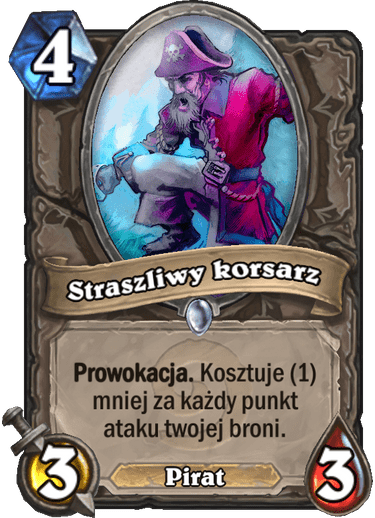 4
Straszliwy korsarz
Prowokacja. Kosztuje (1)
mniej za każdy punkt
ataku twojej broni.
3
Pirat
3